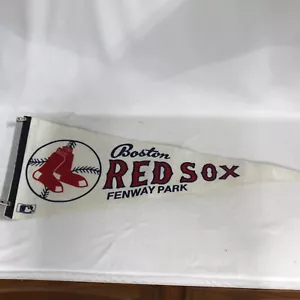 Boston
RED SOX
FENWAY PARK